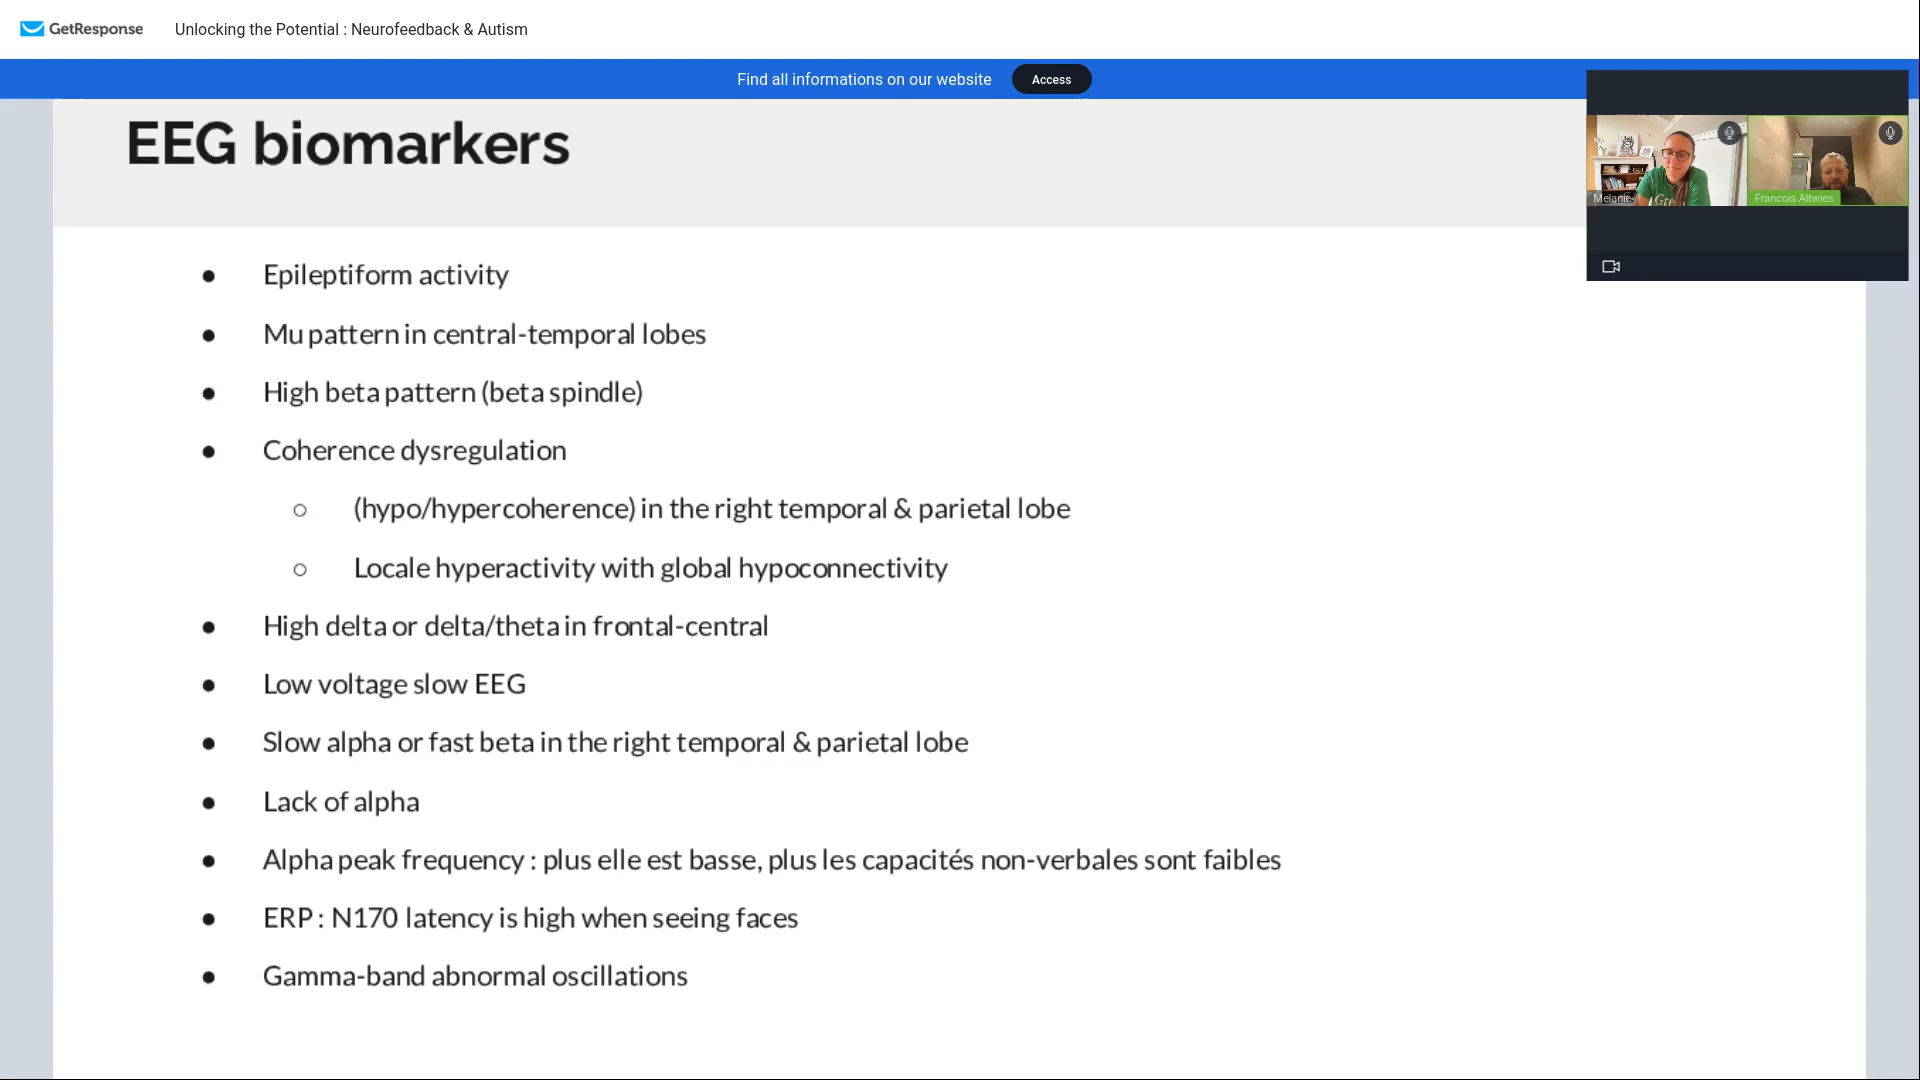 GetResponse
Unlocking the Potential : Neurofeedback & Autism
Find all informations on our website
Access
EEG biomarkers
Melanie
Francois Altwies
● Epileptiform activity
● Mu pattern in central-temporal lobes
● High beta pattern (beta spindle)
● Coherence dysregulation
○ (hypo/hypercoherence) in the right temporal & parietal lobe
○ Locale hyperactivity with global hypoconnectivity
● High delta or delta/theta in frontal-central
● Low voltage slow EEG
● Slow alpha or fast beta in the right temporal & parietal lobe
● Lack of alpha
● Alpha peak frequency : plus elle est basse, plus les capacités non-verbales sont faibles
● ERP : N170 latency is high when seeing faces
● Gamma-band abnormal oscillations